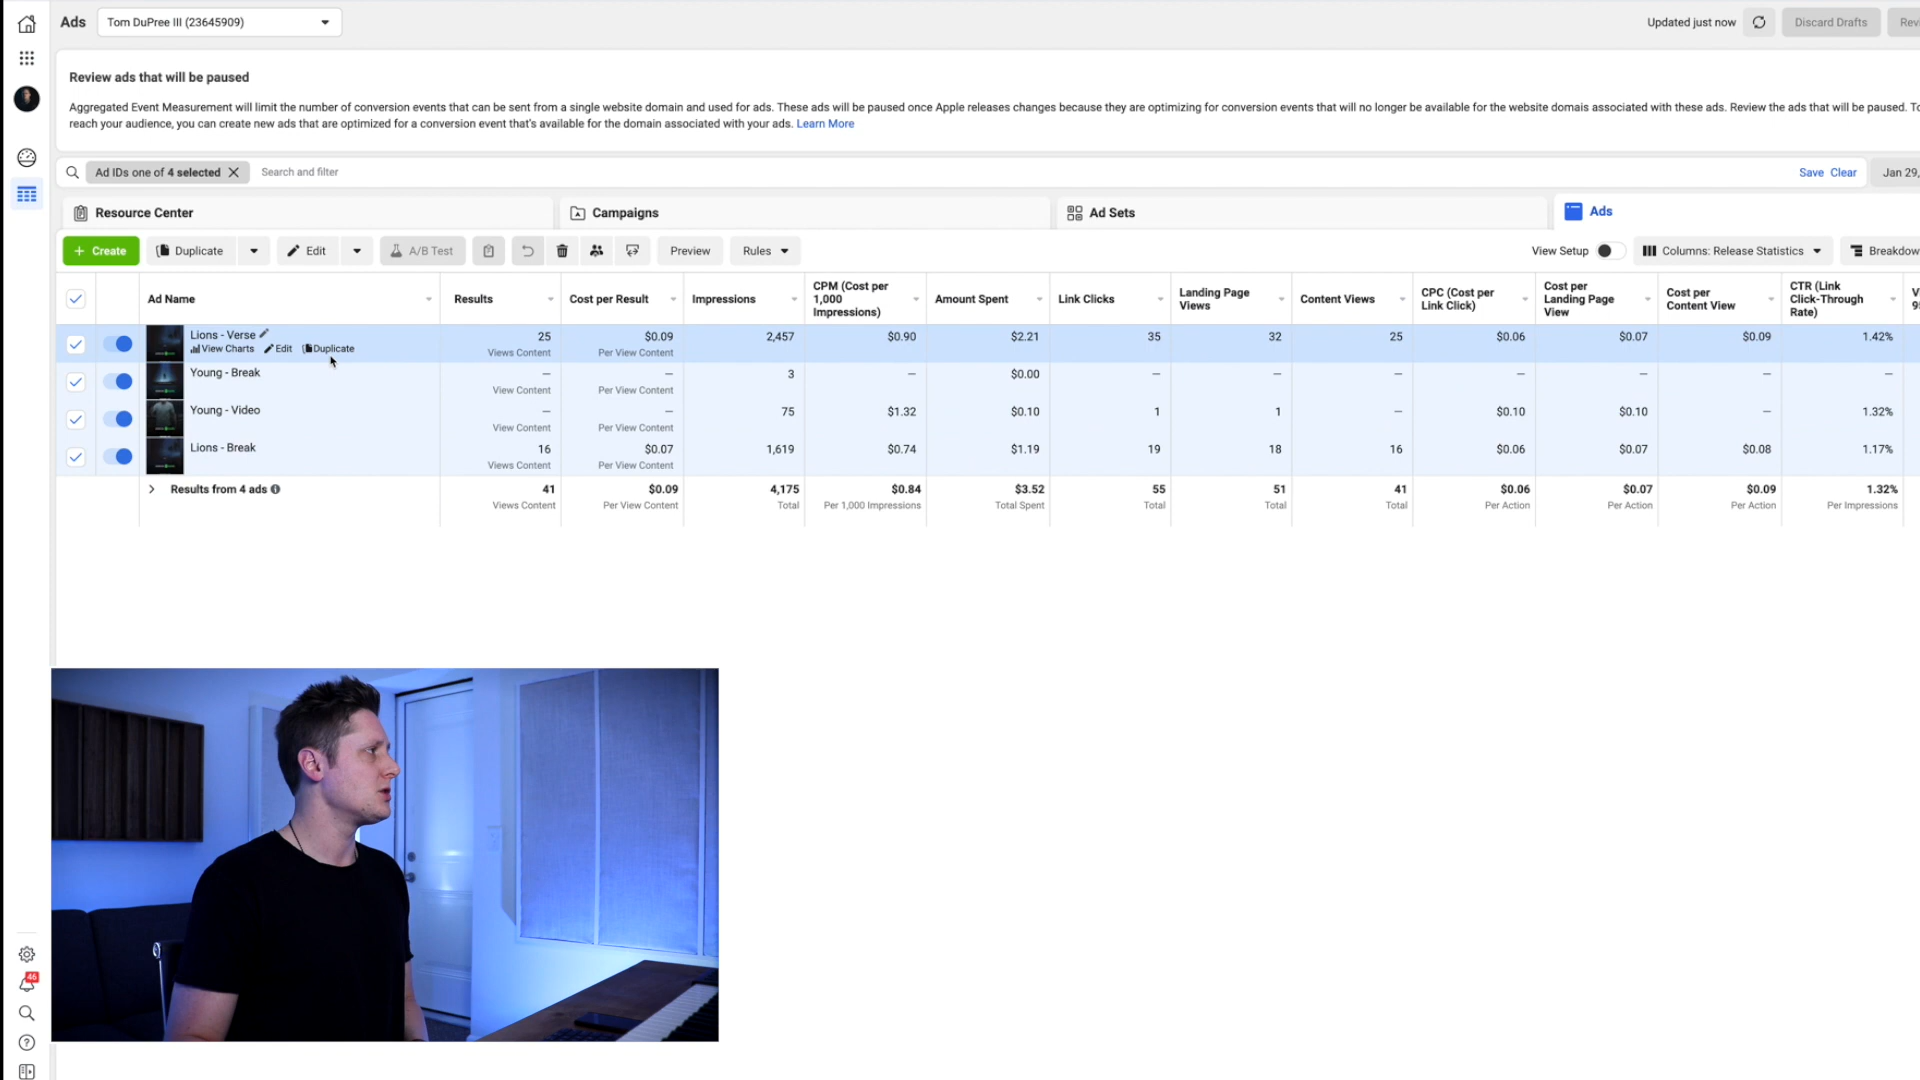 Ads
Tom DuPree III (23645909)
Updated just now
Discard Drafts
Review ads that will be paused
Aggregated Event Measurement will limit the number of conversion events that can be sent from a single website domain and used for ads. These ads will be paused once Apple releases changes because they are optimizing for conversion events that will no longer be available for the website domais associated with these ads. Review the ads that will be paused. To
reach your audience, you can create new ads that are optimized for a conversion event that's available for the domain associated with your ads. Learn More
Ad IDs one of 4 selected
Search and filter
Save Clear
Jan 29,
Resource Center
Campaigns
Ad Sets
Ads
+ Create
Duplicate
Edit
A/B Test
Preview
Rules
View Setup
Columns: Release Statistics
Breakdow
Ad Name
Results
Cost per Result
Impressions
CPM (Cost per
1,000
Impressions)
Amount Spent
Link Clicks
Landing Page
Views
Content Views
CPC (Cost per
Link Click)
Cost per
Landing Page
View
Cost per
Content View
CTR (Link
Click-Through
Rate)
Lions - Verse 25 $0.09 2,457 $0.90 $2.21 35 32 25 $0.06 $0.07 $0.09 1.42%
View Charts Edit Duplicate Views Content Per View Content
Young - Break — — 3 — $0.00 — — — — — — —
View Content Per View Content
Young - Video — — 75 $1.32 $0.10 1 1 — $0.10 $0.10 — 1.32%
View Content Per View Content
Lions - Break 16 $0.07 1,619 $0.74 $1.19 19 18 16 $0.06 $0.07 $0.08 1.17%
Views Content Per View Content
Results from 4 ads 41 $0.09 4,175 $0.84 $3.52 55 51 41 $0.06 $0.07 $0.09 1.32%
Views Content Per View Content Total Per 1,000 Impressions Total Spent Total Total Total Per Action Per Action Per Action Per Impressions
46